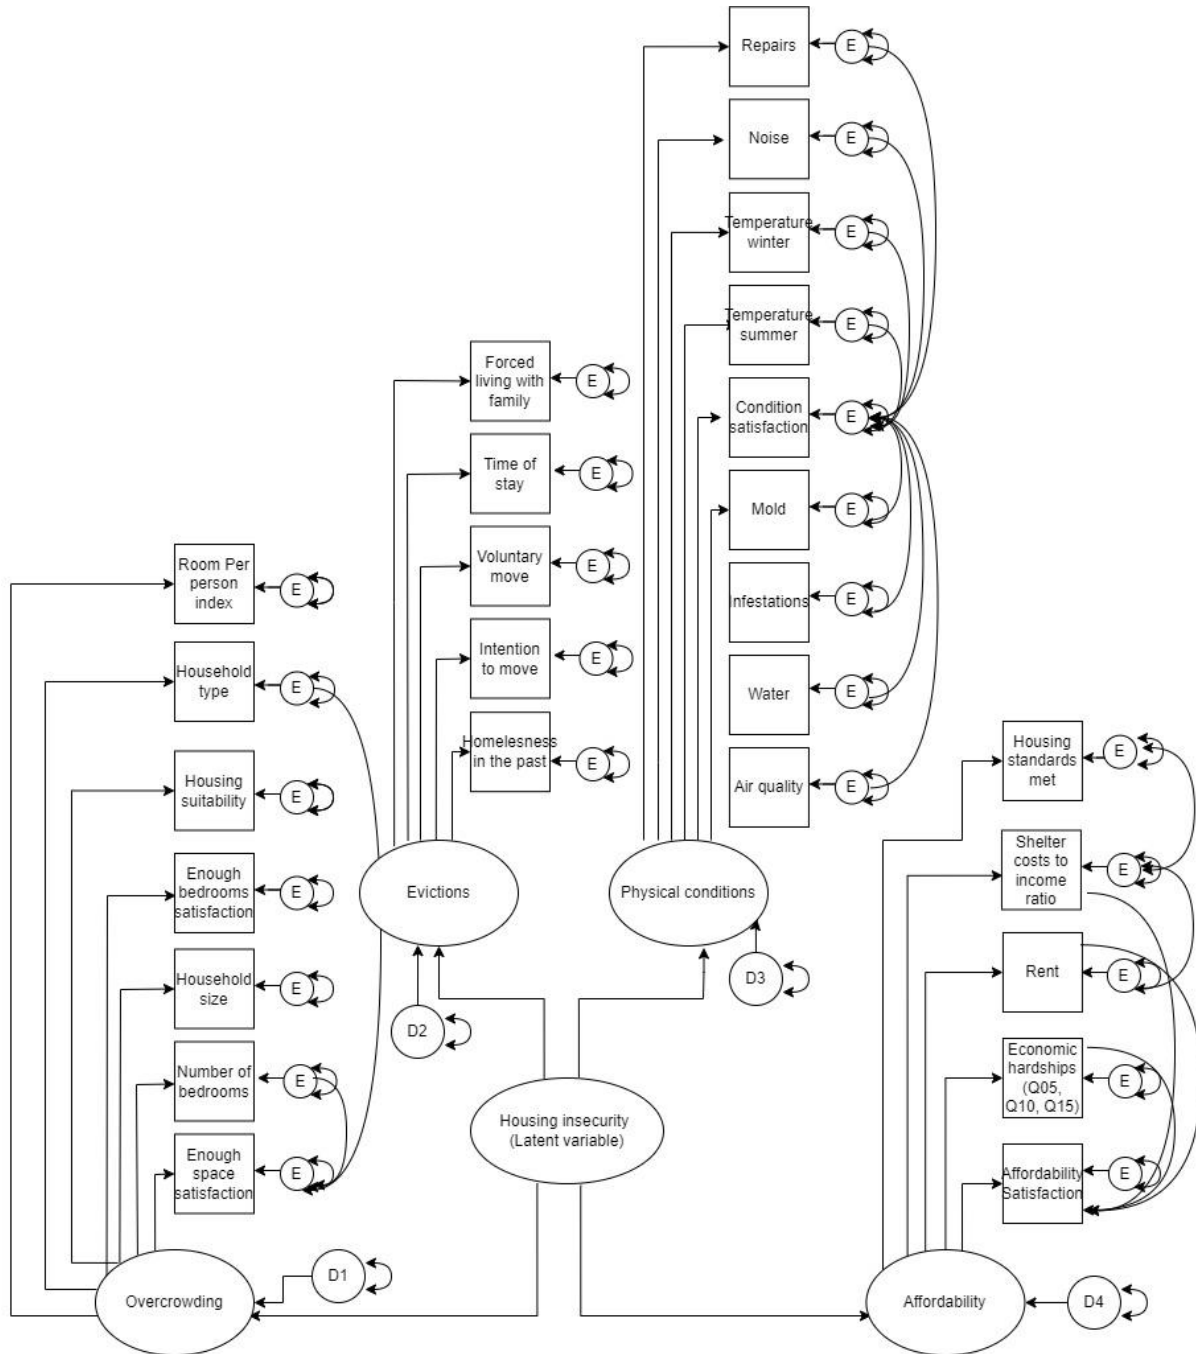 Repairs
E
Noise
E
Temperature
winter
E
Temperature
summer
E
Condition
satisfaction
E
Mold
E
Infestations
E
Water
E
Air quality
E
Forced
living with
family
E
Time of
stay
E
Voluntary
move
E
Intention
to move
E
Homelesness
in the past
E
Room Per
person
index
E
Household
type
E
Housing
suitability
E
Enough
bedrooms
satisfaction
E
Household
size
E
Number of
bedrooms
E
Enough
space
satisfaction
E
Housing
standards
met
E
Shelter
costs to
income
ratio
E
Rent
E
Economic
hardships
(Q05,
Q10, Q15)
E
Affordability
Satisfaction
E
Evictions
Physical conditions
D2
D3
Housing insecurity
(Latent variable)
Overcrowding
D1
Affordability
D4